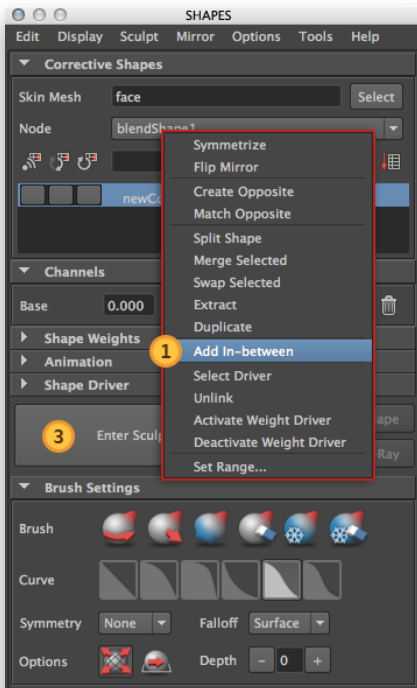 SHAPES
Edit Display Sculpt Mirror Options Tools Help
Corrective Shapes
Skin Mesh face Select
Node blendShape1
Symmetrize
Flip Mirror
Create Opposite
Match Opposite
Split Shape
Merge Selected
Swap Selected
Extract
Duplicate
1 Add In-between
Select Driver
Unlink
Activate Weight Driver
Deactivate Weight Driver
Set Range...
newCo
Channels
Base 0.000
Shape Weights
Animation
Shape Driver
3 Enter Sculp
ape
-Ray
Brush Settings
Brush
Curve
Symmetry None Falloff Surface
Options Depth - 0 +